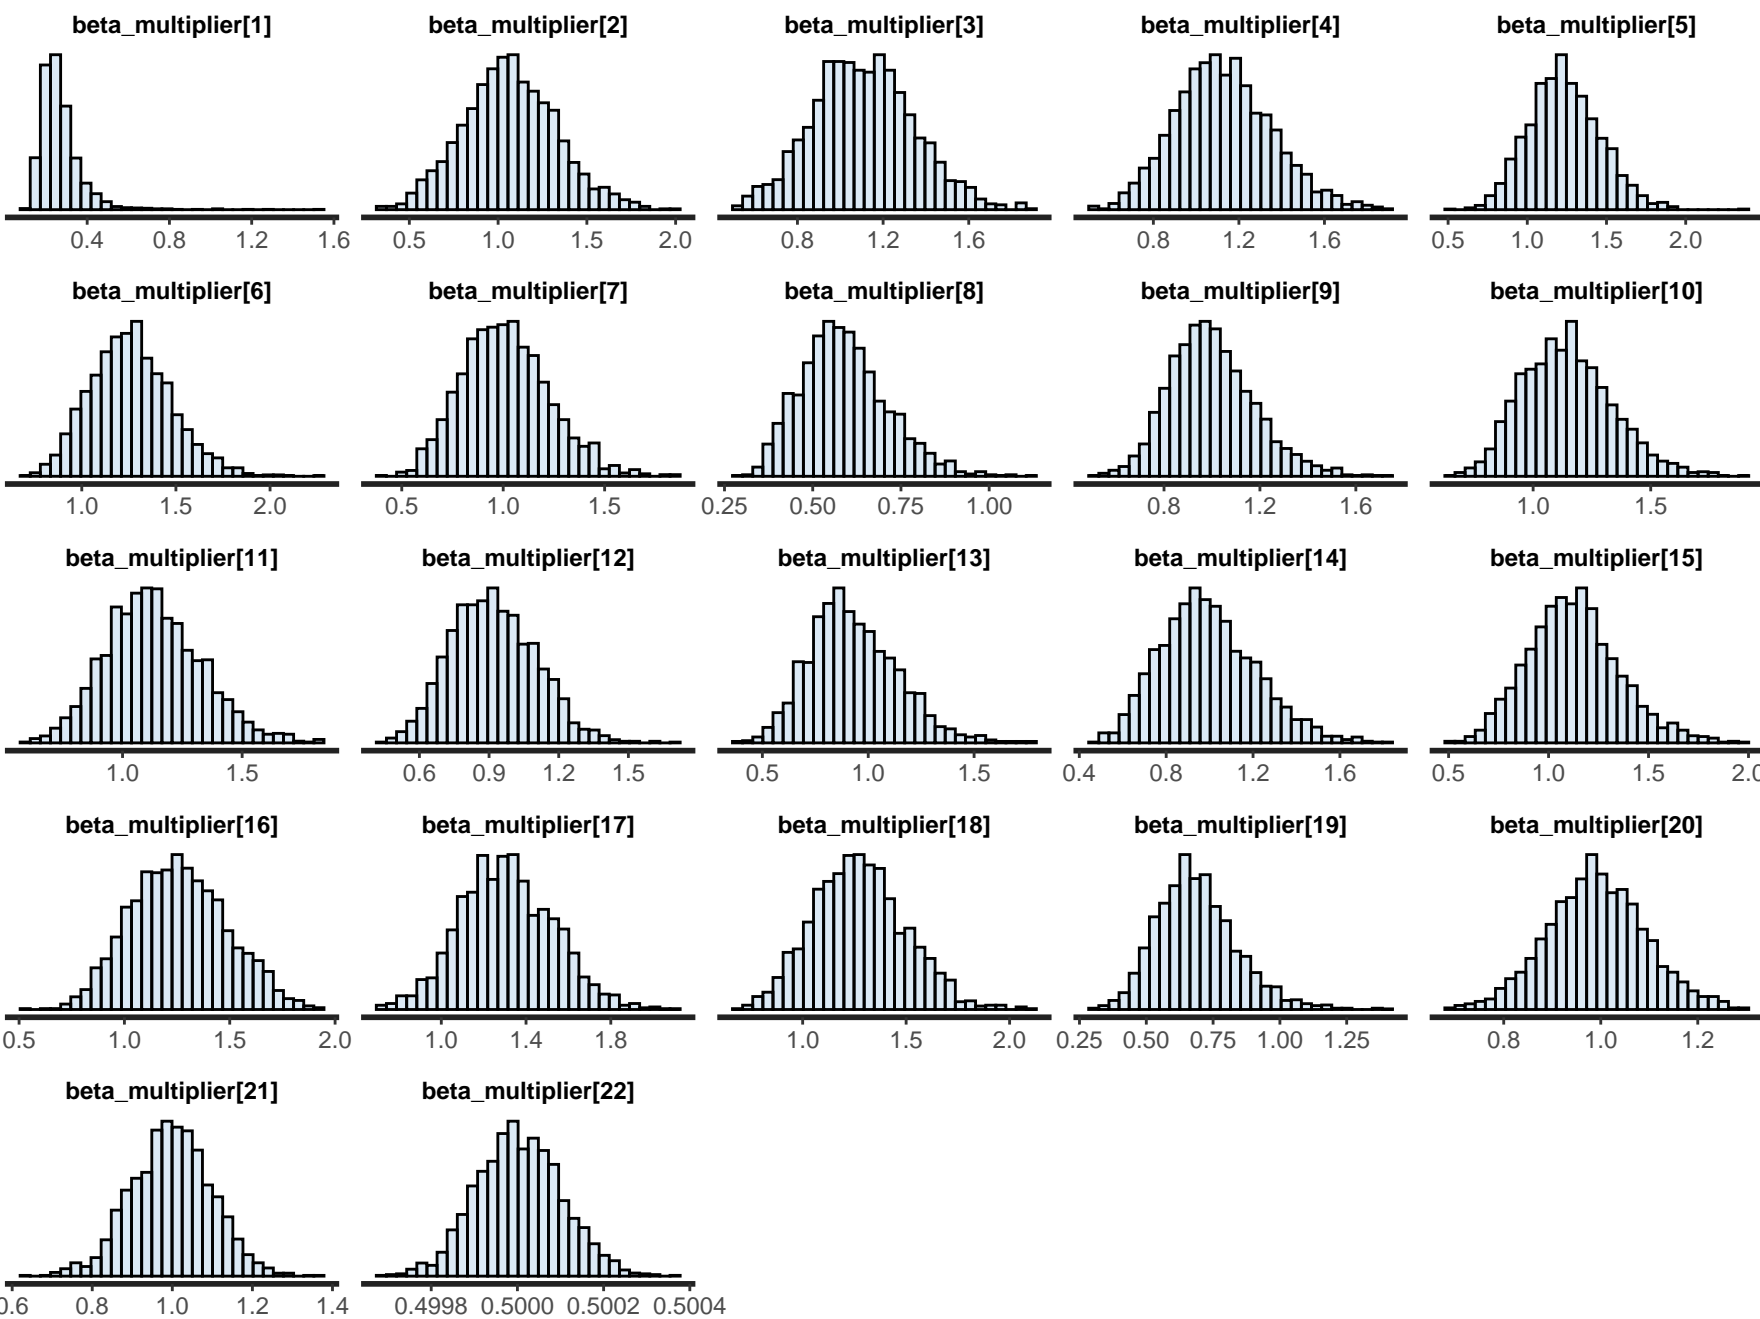 beta_multiplier[1] beta_multiplier[2] beta_multiplier[3] beta_multiplier[4] beta_multiplier[5]
0.4 0.8 1.2 1.6 0.5 1.0 1.5 2.0 0.8 1.2 1.6 0.8 1.2 1.6 0.5 1.0 1.5 2.0
beta_multiplier[6] beta_multiplier[7] beta_multiplier[8] beta_multiplier[9] beta_multiplier[10]
1.0 1.5 2.0 0.5 1.0 1.5 0.25 0.50 0.75 1.00 0.8 1.2 1.6 1.0 1.5
beta_multiplier[11] beta_multiplier[12] beta_multiplier[13] beta_multiplier[14] beta_multiplier[15]
1.0 1.5 0.6 0.9 1.2 1.5 0.5 1.0 1.5 0.4 0.8 1.2 1.6 0.5 1.0 1.5 2.0
beta_multiplier[16] beta_multiplier[17] beta_multiplier[18] beta_multiplier[19] beta_multiplier[20]
0.5 1.0 1.5 2.0 1.0 1.4 1.8 1.0 1.5 2.0 0.25 0.50 0.75 1.00 1.25 0.8 1.0 1.2
beta_multiplier[21] beta_multiplier[22]
0.6 0.8 1.0 1.2 1.4 0.4998 0.5000 0.5002 0.5004